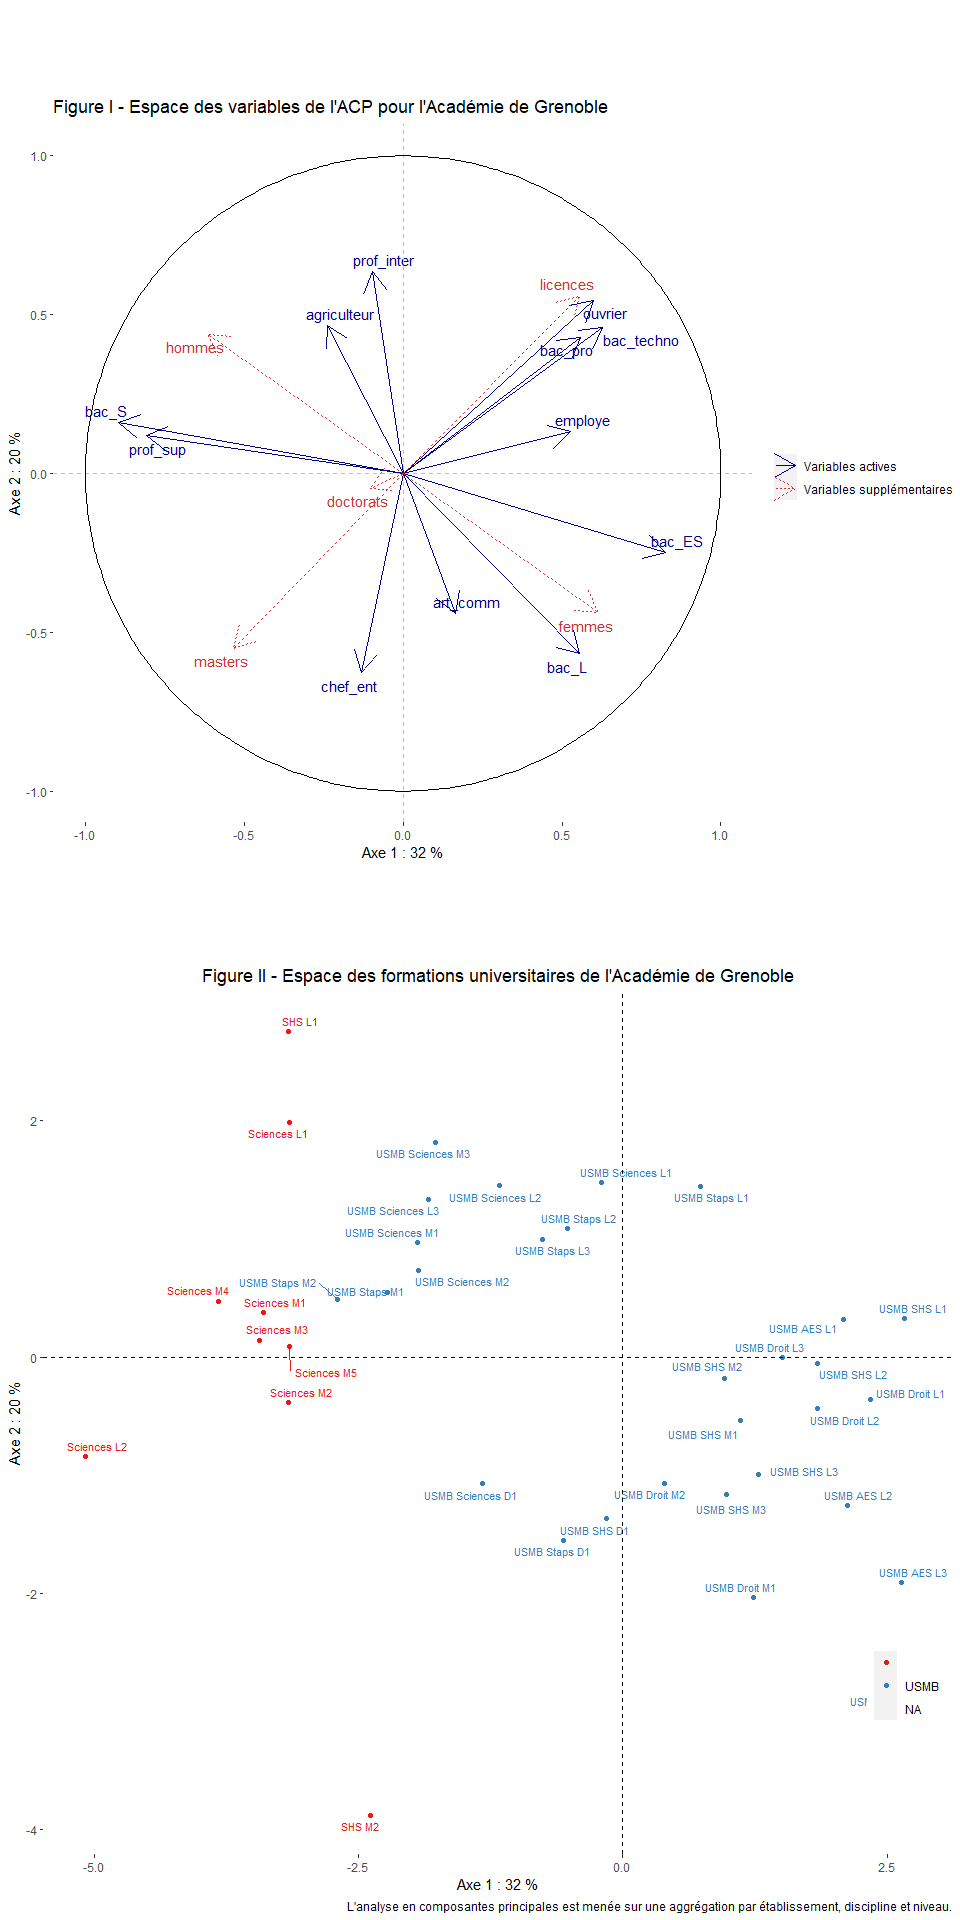 Figure I - Espace des variables de l'ACP pour l'Académie de Grenoble
1.0
prof_inter
licences
agriculteur
0.5
ouvrier
bac_techno
hommes
bac_pro
bac_S
employe
prof_sup
Axe 2 : 20 %
0.0
Variables actives
Variables supplémentaires
doctorats
bac_ES
art_comm
femmes
-0.5
masters
bac_L
chef_ent
-1.0
-1.0
-0.5
0.0
0.5
1.0
Axe 1 : 32 %
Figure II - Espace des formations universitaires de l'Académie de Grenoble
SHS L1
2
Sciences L1
USMB Sciences M3
USMB Sciences L1
USMB Sciences L2
USMB Staps L1
USMB Sciences L3
USMB Staps L2
USMB Sciences M1
USMB Staps L3
USMB Staps M2
USMB Sciences M2
Sciences M4
USMB Staps M1
Sciences M1
USMB SHS L1
Sciences M3
USMB AES L1
USMB Droit L3
0
USMB SHS M2
Sciences M5
USMB SHS L2
Sciences M2
USMB Droit L1
USMB Droit L2
Axe 2 : 20 %
USMB SHS M1
Sciences L2
USMB SHS L3
USMB Sciences D1
USMB Droit M2
USMB AES L2
USMB SHS M3
USMB SHS D1
USMB Staps D1
USMB AES L3
USMB Droit M1
-2
USMB
NA
SHS M2
-4
-5.0
-2.5
0.0
2.5
Axe 1 : 32 %
L'analyse en composantes principales est menée sur une aggrégation par établissement, discipline et niveau.